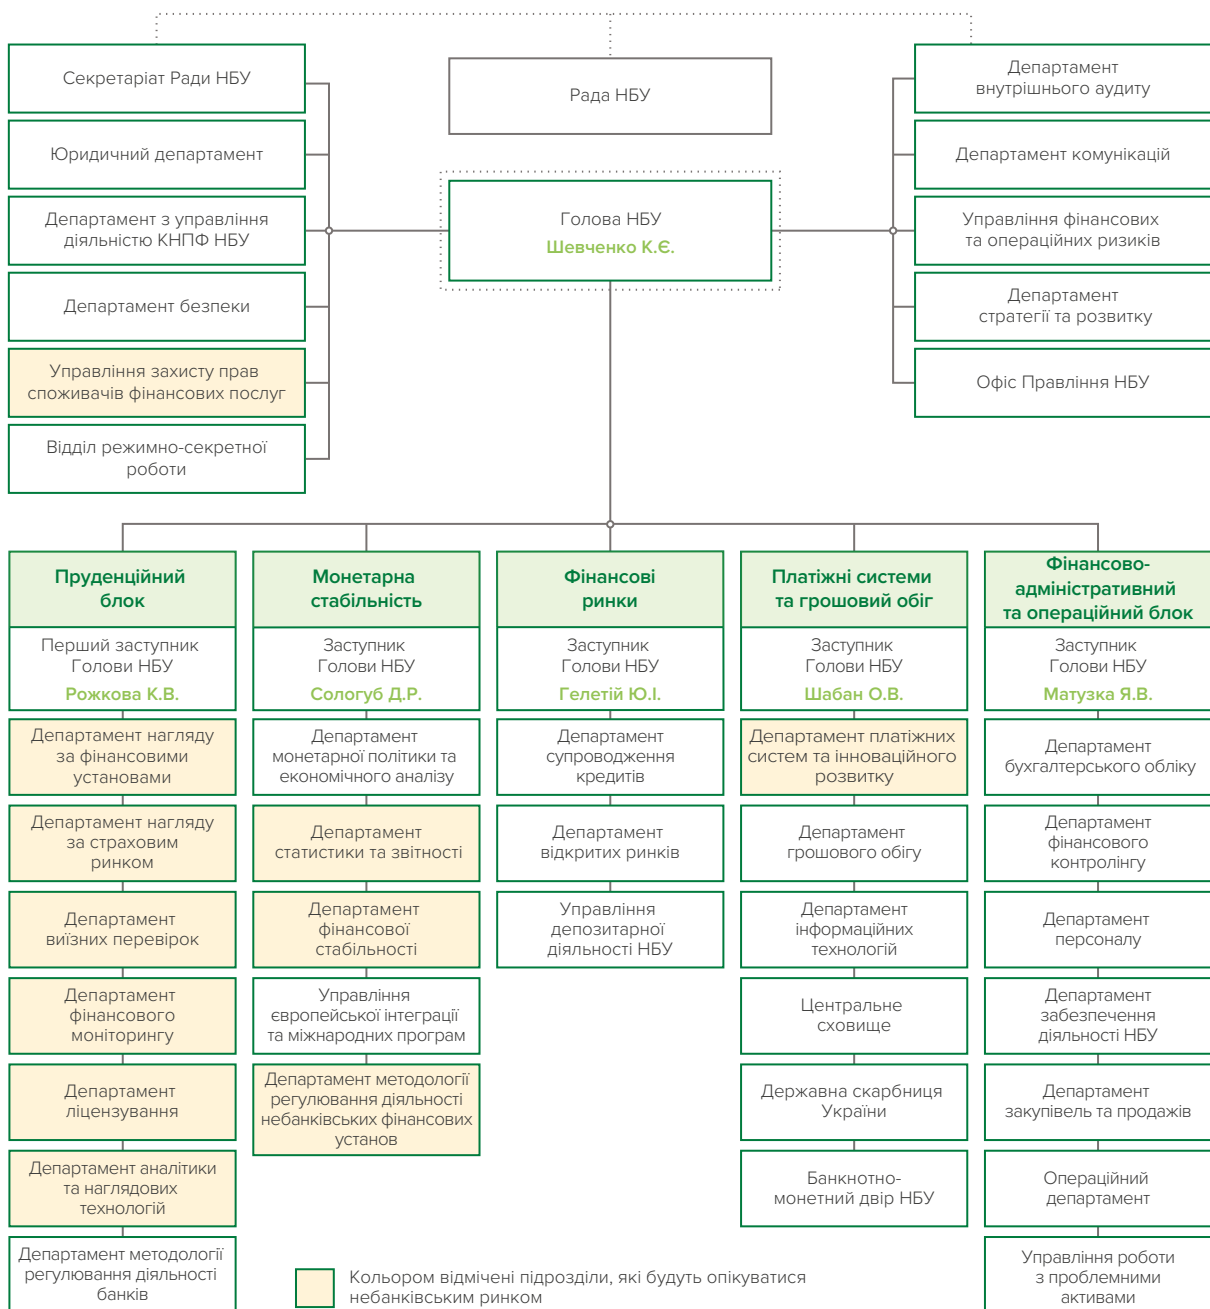 Секретаріат Ради НБУ
Юридичний департамент
Департамент з управління
діяльністю КНПФ НБУ
Департамент безпеки
Управління захисту прав
споживачів фінансових послуг
Відділ режимно-секретної
роботи
Рада НБУ
Голова НБУ
Шевченко К.Є.
Департамент
внутрішнього аудиту
Департамент комунікацій
Управління фінансових
та операційних ризиків
Департамент
стратегії та розвитку
Офіс Правління НБУ
Пруденційний
блок
Перший заступник
Голови НБУ
Рожкова К.В.
Департамент нагляду
за фінансовими
установами
Департамент нагляду
за страховим
ринком
Департамент
виїзних перевірок
Департамент
фінансового
моніторингу
Департамент
ліцензування
Департамент аналітики
та наглядових
технологій
Департамент методології
регулювання діяльності
банків
Монетарна
стабільність
Заступник
Голови НБУ
Сологуб Д.Р.
Департамент
монетарної політики та
економічного аналізу
Департамент
статистики та звітності
Департамент
фінансової
стабільності
Управління
європейської інтеграції
та міжнародних програм
Департамент методології
регулювання діяльності
небанківських фінансових
установ
Фінансові
ринки
Заступник
Голови НБУ
Гелетій Ю.І.
Департамент
супроводження
кредитів
Департамент
відкритих ринків
Управління
депозитарної
діяльності НБУ
Платіжні системи
та грошовий обіг
Заступник
Голови НБУ
Шабан О.В.
Департамент платіжних
систем та інноваційного
розвитку
Департамент
грошового обігу
Департамент
інформаційних
технологій
Центральне
сховище
Державна скарбниця
України
Банкнотно-
монетний двір НБУ
Фінансово-
адміністративний
та операційний блок
Заступник
Голови НБУ
Матузка Я.В.
Департамент
бухгалтерського обліку
Департамент
фінансового
контролінгу
Департамент
персоналу
Департамент
забезпечення
діяльності НБУ
Департамент
закупівель та продажів
Операційний
департамент
Управління роботи
з проблемними
активами
Кольором відмічені підрозділи, які будуть опікуватися
небанківським ринком